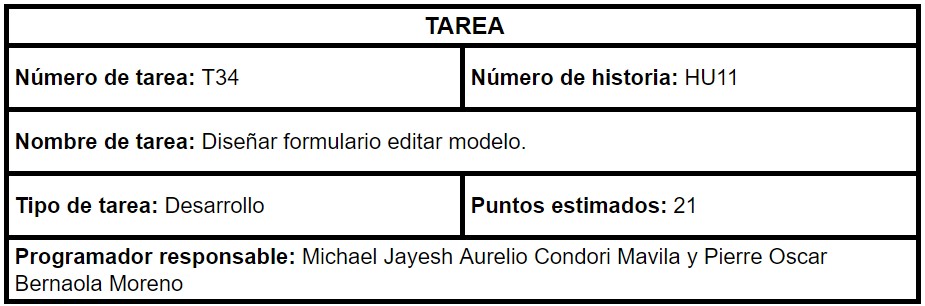 TAREA
Número de tarea: T34
Número de historia: HU11
Nombre de tarea: Diseñar formulario editar modelo.
Tipo de tarea: Desarrollo
Puntos estimados: 21
Programador responsable: Michael Jayesh Aurelio Condori Mavila y Pierre Oscar
Bernaola Moreno